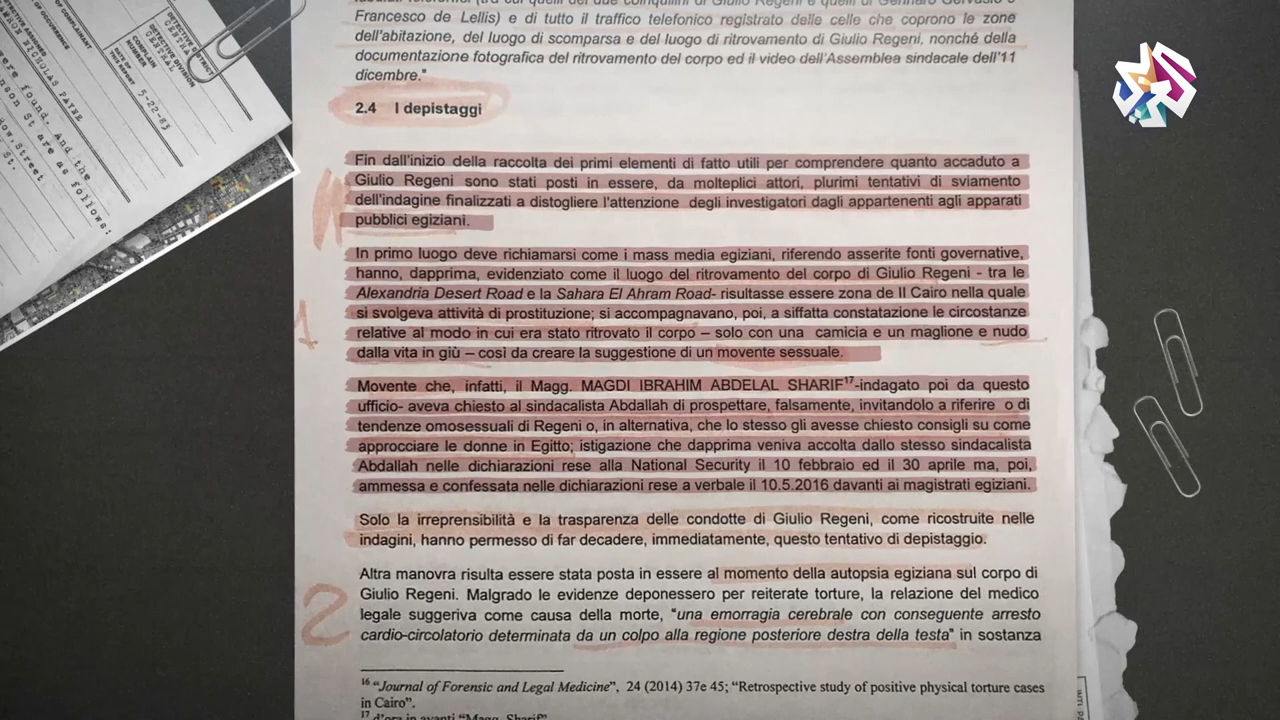 Francesco de Lellis) e di tutto il traffico telefonico registrato delle celle che coprono le zone
dell'abitazione, del luogo di scomparsa e del luogo di ritrovamento di Giulio Regeni, nonché della
documentazione fotografica del ritrovamento del corpo ed il video dell'Assemblea sindacale dell'11
dicembre."
2.4 I depistaggi
Fin dall'inizio della raccolta dei primi elementi di fatto utili per comprendere quanto accaduto a
Giulio Regeni sono stati posti in essere, da molteplici attori, plurimi tentativi di sviamento
dell'indagine finalizzati a distogliere l'attenzione degli investigatori dagli appartenenti agli apparati
pubblici egiziani.
1
In primo luogo deve richiamarsi come i mass media egiziani, riferendo asserite fonti governative,
hanno, dapprima, evidenziato come il luogo del ritrovamento del corpo di Giulio Regeni - tra le
Alexandria Desert Road e la Sahara El Ahram Road- risultasse essere zona de Il Cairo nella quale
si svolgeva attività di prostituzione; si accompagnavano, poi, a siffatta constatazione le circostanze
relative al modo in cui era stato ritrovato il corpo – solo con una camicia e un maglione e nudo
dalla vita in giù – così da creare la suggestione di un movente sessuale.
Movente che, infatti, il Magg. MAGDI IBRAHIM ABDELAL SHARIF17-indagato poi da questo
ufficio- aveva chiesto al sindacalista Abdallah di prospettare, falsamente, invitandolo a riferire o di
tendenze omosessuali di Regeni o, in alternativa, che lo stesso gli avesse chiesto consigli su come
approcciare le donne in Egitto; istigazione che dapprima veniva accolta dallo stesso sindacalista
Abdallah nelle dichiarazioni rese alla National Security il 10 febbraio ed il 30 aprile ma, poi,
ammessa e confessata nelle dichiarazioni rese a verbale il 10.5.2016 davanti ai magistrati egiziani.
Solo la irreprensibilità e la trasparenza delle condotte di Giulio Regeni, come ricostruite nelle
indagini, hanno permesso di far decadere, immediatamente, questo tentativo di depistaggio.
2
Altra manovra risulta essere stata posta in essere al momento della autopsia egiziana sul corpo di
Giulio Regeni. Malgrado le evidenze deponessero per reiterate torture, la relazione del medico
legale suggeriva come causa della morte, "una emorragia cerebrale con conseguente arresto
cardio-circolatorio determinata da un colpo alla regione posteriore destra della testa" in sostanza
16 "Journal of Forensic and Legal Medicine", 24 (2014) 37e 45; "Retrospective study of positive physical torture cases
in Cairo".
17 d'ora in avanti "Magg. Sharif"
5-22-83